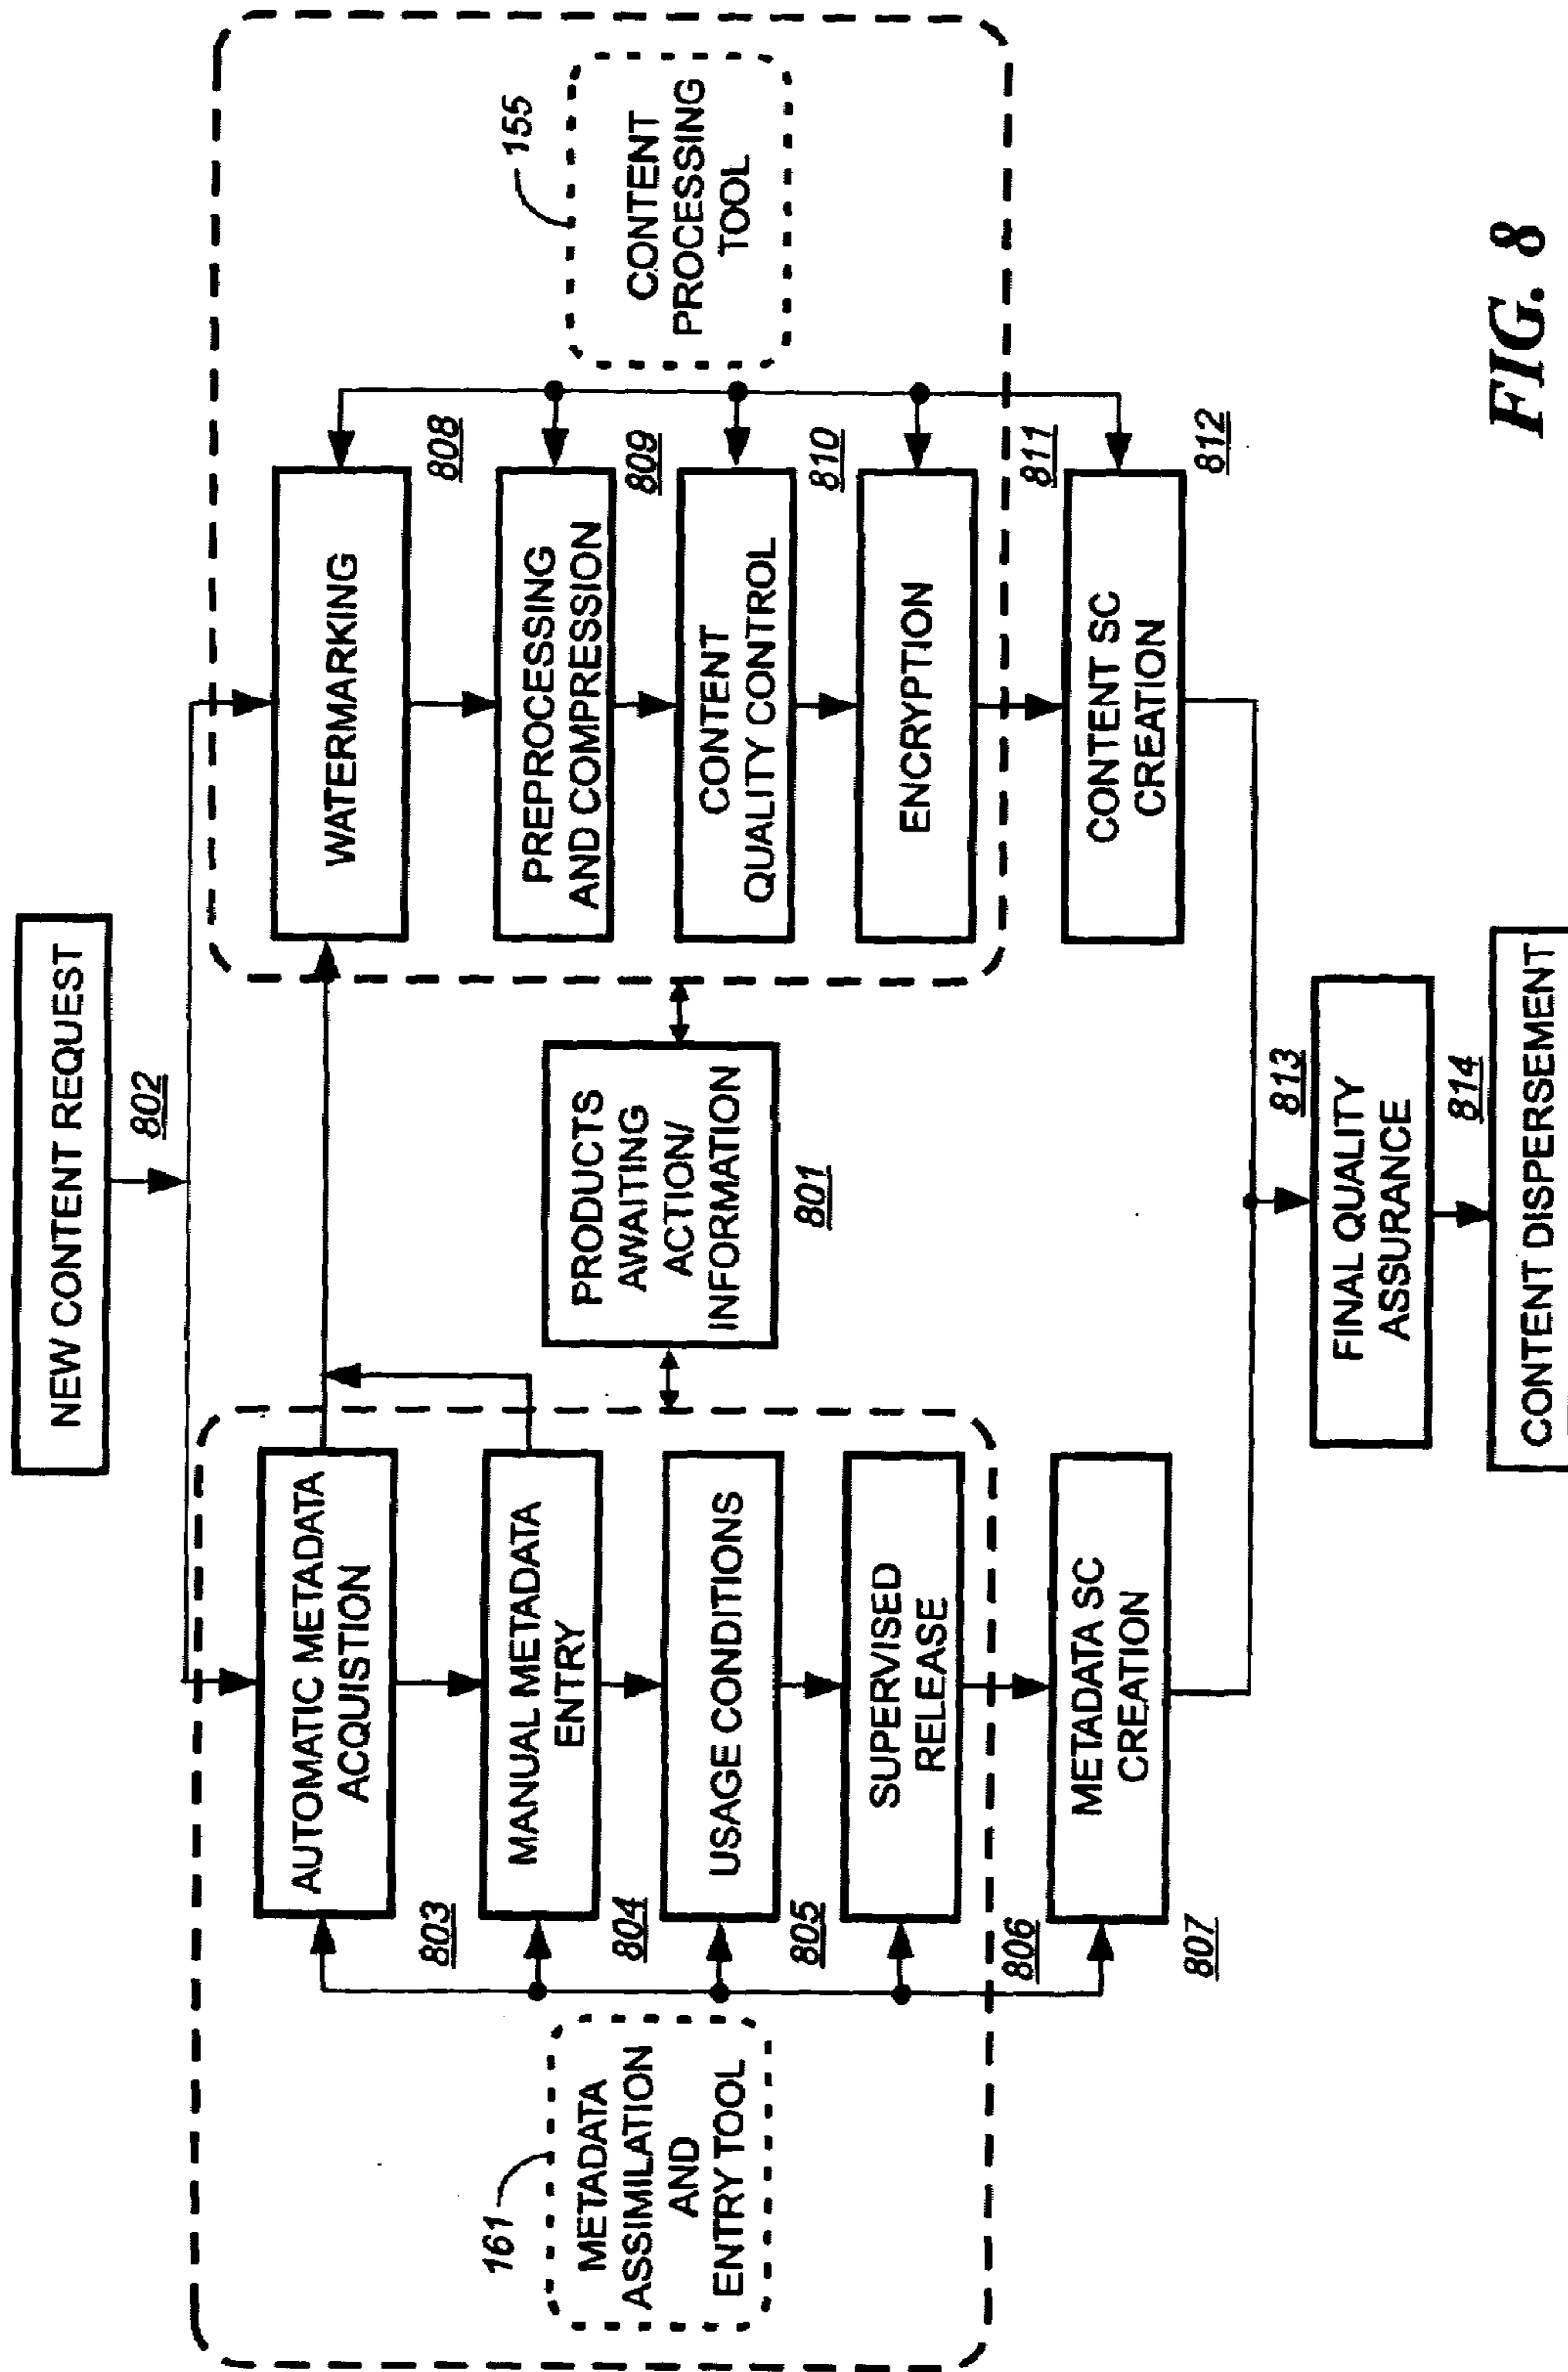 NEW CONTENT REQUEST
802
161
METADATA
ASSIMILATION
AND
ENTRY TOOL
AUTOMATIC METADATA
ACQUISTION
803
MANUAL METADATA
ENTRY
804
USAGE CONDITIONS
805
SUPERVISED
RELEASE
806
METADATA SC
CREATION
807
PRODUCTS
AWAITING
ACTION/
INFORMATION
801
WATERMARKING
808
PREPROCESSING
AND COMPRESSION
809
CONTENT
QUALITY CONTROL
810
ENCRYPTION
811
CONTENT SC
CREATION
812
155
CONTENT
PROCESSING
TOOL
813
FINAL QUALITY
ASSURANCE
814
CONTENT DISPERSEMENT
FIG. 8